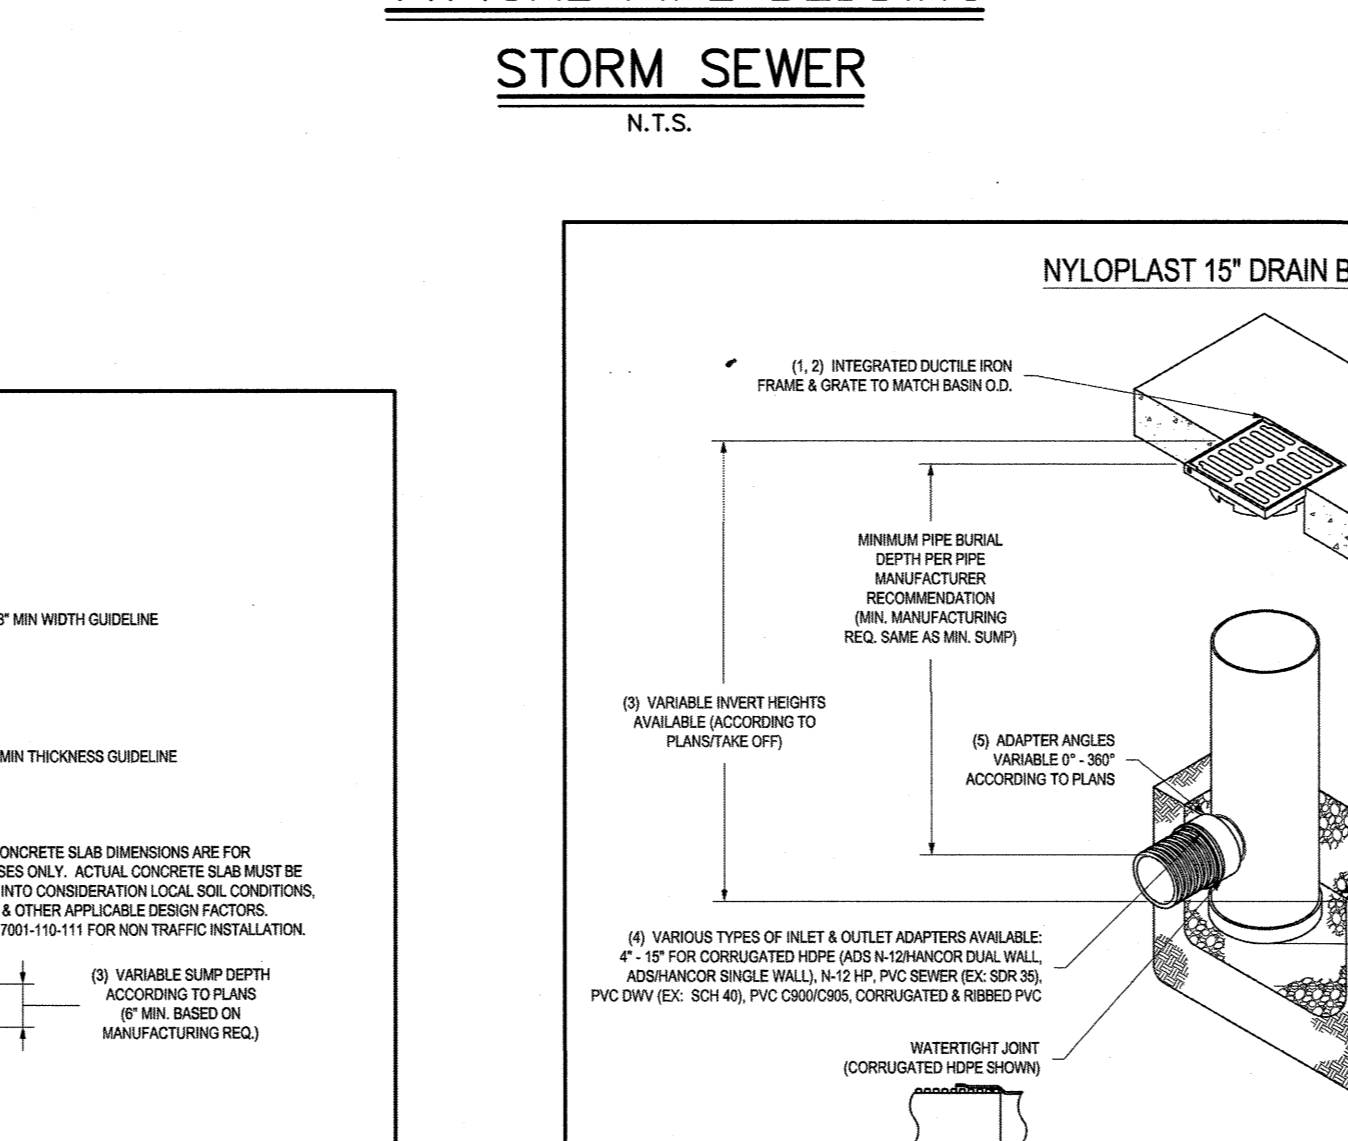 STORM SEWER
N.T.S.
NYLOPLAST 15" DRAIN
(1, 2) INTEGRATED DUCTILE IRON
FRAME & GRATE TO MATCH BASIN O.D.
MINIMUM PIPE BURIAL
DEPTH PER PIPE
MANUFACTURER
RECOMMENDATION
(MIN. MANUFACTURING
REQ. SAME AS MIN. SUMP)
(3) VARIABLE INVERT HEIGHTS
AVAILABLE (ACCORDING TO
PLANS/TAKE OFF)
(5) ADAPTER ANGLES
VARIABLE 0° - 360°
ACCORDING TO PLANS
(4) VARIOUS TYPES OF INLET & OUTLET ADAPTERS AVAILABLE:
4" - 15" FOR CORRUGATED HDPE (ADS N-12/HANCOR DUAL WALL,
ADS/HANCOR SINGLE WALL), N-12 HP, PVC SEWER (EX: SDR 35),
PVC DWV (EX: SCH 40), PVC C900/C905, CORRUGATED & RIBBED PVC
WATERTIGHT JOINT
(CORRUGATED HDPE SHOWN)
MIN WIDTH GUIDELINE
MIN THICKNESS GUIDELINE
ONCRETE SLAB DIMENSIONS ARE FOR
SES ONLY. ACTUAL CONCRETE SLAB MUST BE
INTO CONSIDERATION LOCAL SOIL CONDITIONS,
& OTHER APPLICABLE DESIGN FACTORS.
7001-110-111 FOR NON TRAFFIC INSTALLATION.
(3) VARIABLE SUMP DEPTH
ACCORDING TO PLANS
(6" MIN. BASED ON
MANUFACTURING REQ.)